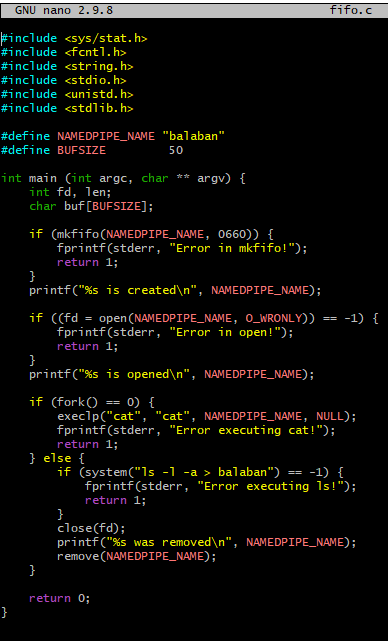 GNU nano 2.9.8 fifo.c
#include <sys/stat.h>
#include <fcntl.h>
#include <string.h>
#include <stdio.h>
#include <unistd.h>
#include <stdlib.h>
#define NAMEDPIPE_NAME "balaban"
#define BUFSIZE 50
int main (int argc, char ** argv) {
int fd, len;
char buf[BUFSIZE];
if (mkfifo(NAMEDPIPE_NAME, 0660)) {
fprintf(stderr, "Error in mkfifo!");
return 1;
}
printf("%s is created\n", NAMEDPIPE_NAME);
if ((fd = open(NAMEDPIPE_NAME, O_WRONLY)) == -1) {
fprintf(stderr, "Error in open!");
return 1;
}
printf("%s is opened\n", NAMEDPIPE_NAME);
if (fork() == 0) {
execlp("cat", "cat", NAMEDPIPE_NAME, NULL);
fprintf(stderr, "Error executing cat!");
return 1;
} else {
if (system("ls -l -a > balaban") == -1) {
fprintf(stderr, "Error executing ls!");
return 1;
}
close(fd);
printf("%s was removed\n", NAMEDPIPE_NAME);
remove(NAMEDPIPE_NAME);
}
return 0;
}